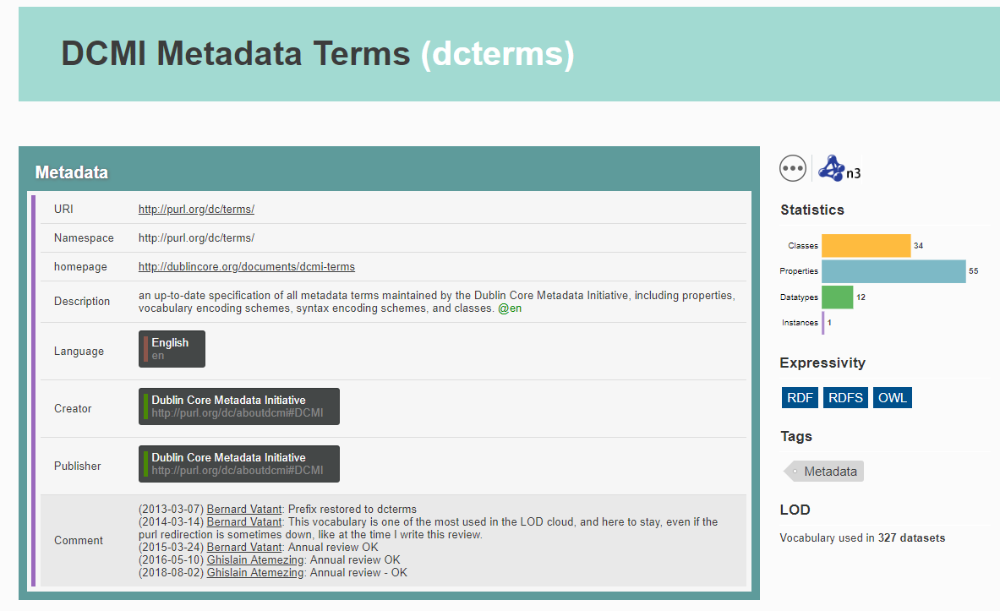 DCMI Metadata Terms (dcterms)
Metadata
URI http://purl.org/dc/terms/
Namespace http://purl.org/dc/terms/
homepage http://dublincore.org/documents/dcmi-terms
Description an up-to-date specification of all metadata terms maintained by the Dublin Core Metadata Initiative, including properties,
vocabulary encoding schemes, syntax encoding schemes, and classes. @en
Language English
en
Creator Dublin Core Metadata Initiative
http://purl.org/dc/aboutdcmi#DCMI
Publisher Dublin Core Metadata Initiative
http://purl.org/dc/aboutdcmi#DCMI
Comment
(2013-03-07) Bernard Vatant: Prefix restored to dcterms
(2014-03-14) Bernard Vatant: This vocabulary is one of the most used in the LOD cloud, and here to stay, even if the
purl redirection is sometimes down, like at the time I write this review.
(2015-03-24) Bernard Vatant: Annual review OK
(2016-05-10) Ghislain Atemezing: Annual review OK
(2018-08-02) Ghislain Atemezing: Annual review - OK
n3
Statistics
Classes 34
Properties 55
Datatypes 12
Instances 1
Expressivity
RDF RDFS OWL
Tags
Metadata
LOD
Vocabulary used in 327 datasets